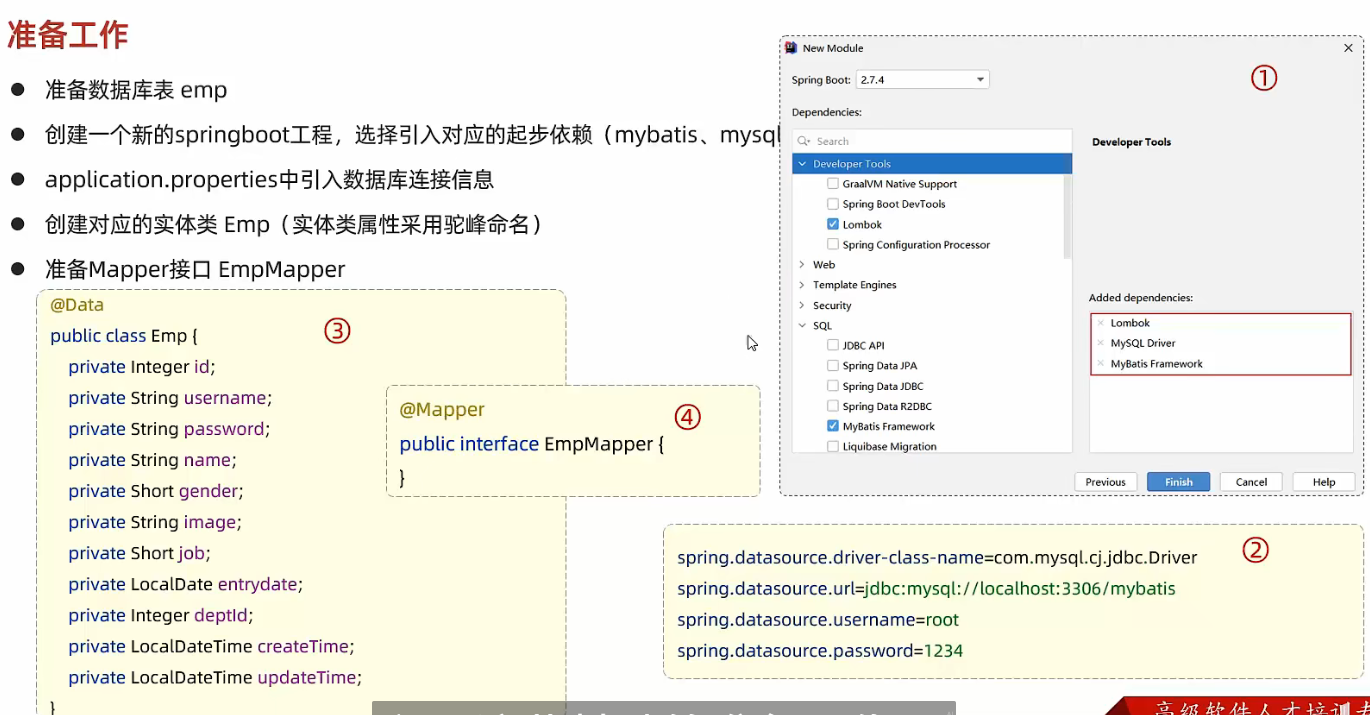 准备工作
准备数据库表 emp
创建一个新的springboot工程，选择引入对应的起步依赖（mybatis、mysql
application.properties中引入数据库连接信息
创建对应的实体类 Emp（实体类属性采用驼峰命名）
准备Mapper接口 EmpMapper
New Module
Spring Boot: 2.7.4
①
Dependencies:
Search
Developer Tools
GraalVM Native Support
Spring Boot DevTools
Lombok
Spring Configuration Processor
Web
Template Engines
Security
SQL
JDBC API
Spring Data JPA
Spring Data JDBC
Spring Data R2DBC
MyBatis Framework
Liquibase Migration
Developer Tools
Added dependencies:
Lombok
MySQL Driver
MyBatis Framework
Previous
Finish
Cancel
Help
@Data
③
public class Emp {
private Integer id;
private String username;
private String password;
private String name;
private Short gender;
private String image;
private Short job;
private LocalDate entrydate;
private Integer deptId;
private LocalDateTime createTime;
private LocalDateTime updateTime;
}
@Mapper
④
public interface EmpMapper {
}
②
spring.datasource.driver-class-name=com.mysql.cj.jdbc.Driver
spring.datasource.url=jdbc:mysql://localhost:3306/mybatis
spring.datasource.username=root
spring.datasource.password=1234
高级软件人才培训专